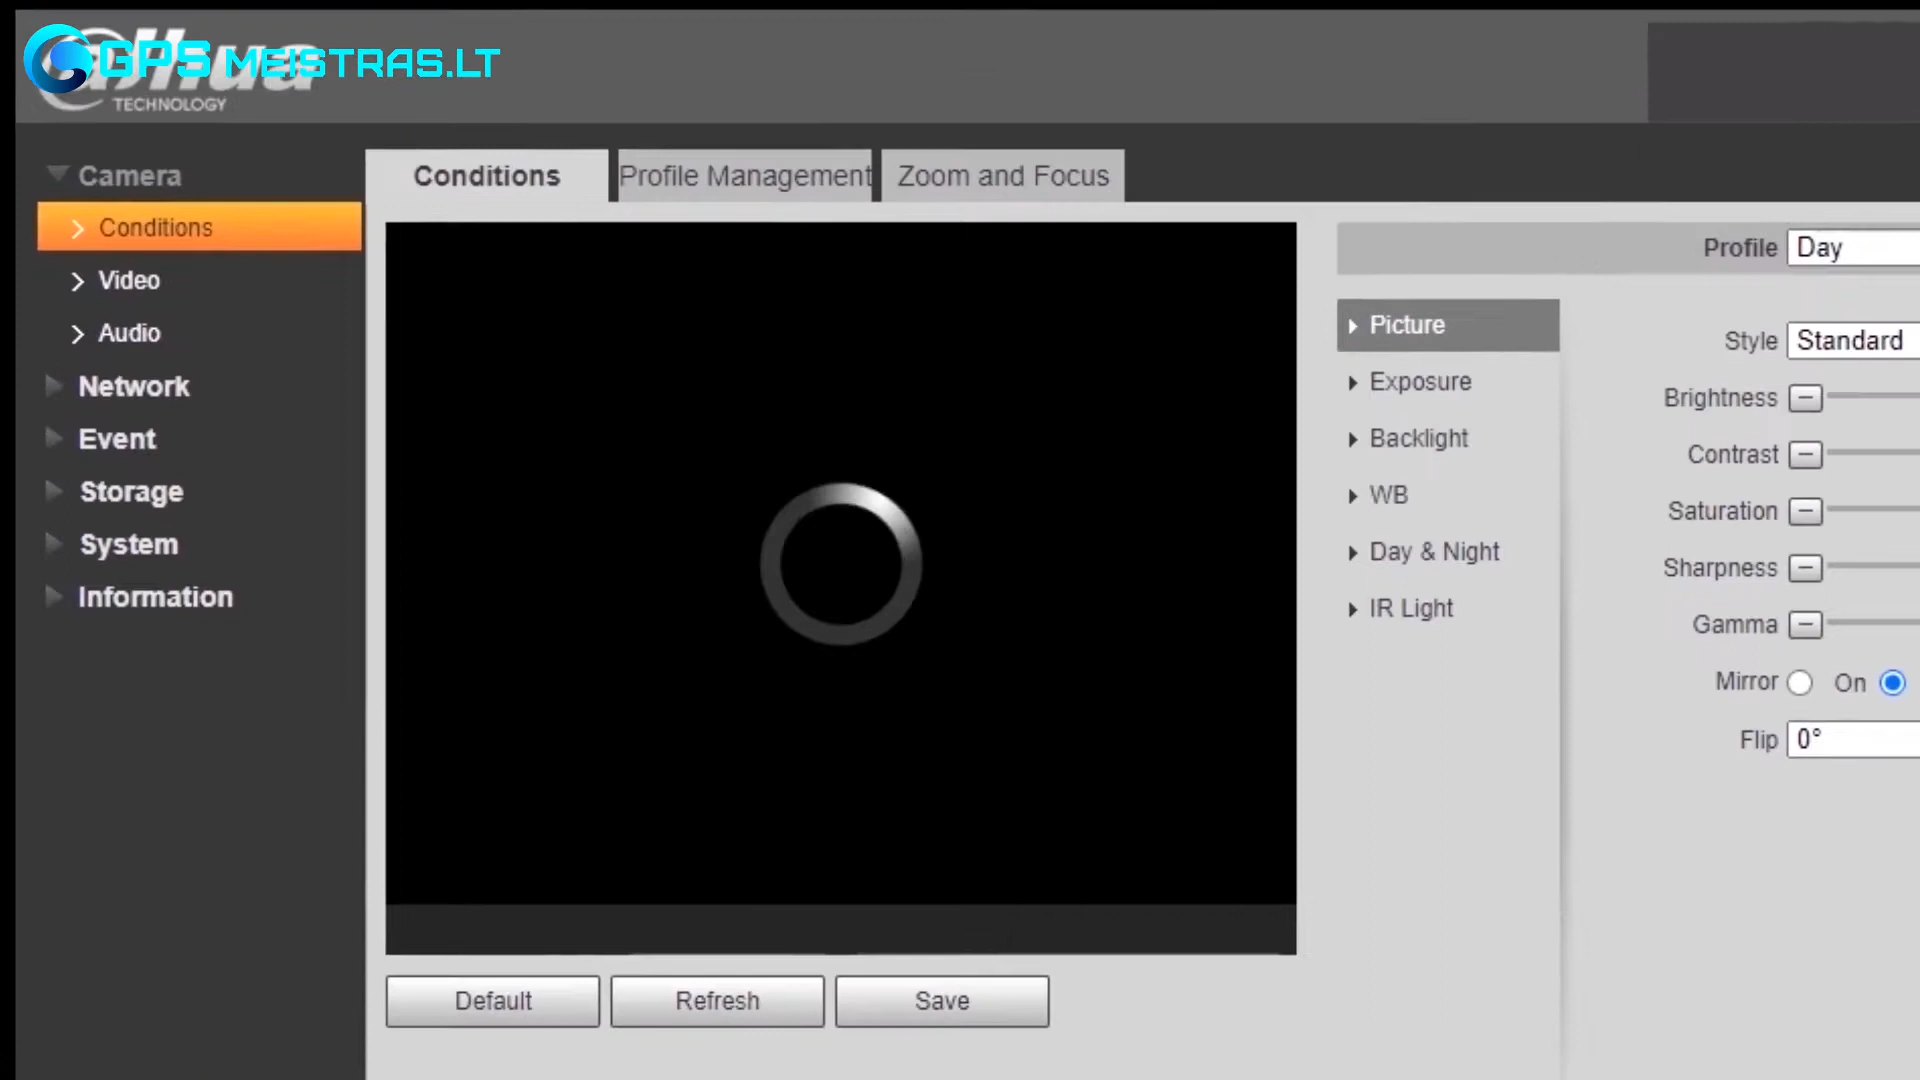 GPS MEISTRAS.LT
alhua
TECHNOLOGY
Camera
Conditions
Video
Audio
Network
Event
Storage
System
Information
Conditions
Profile Management
Zoom and Focus
Profile Day
Picture
Exposure
Backlight
WB
Day & Night
IR Light
Style Standard
Brightness
Contrast
Saturation
Sharpness
Gamma
Mirror On
Flip 0°
Default
Refresh
Save